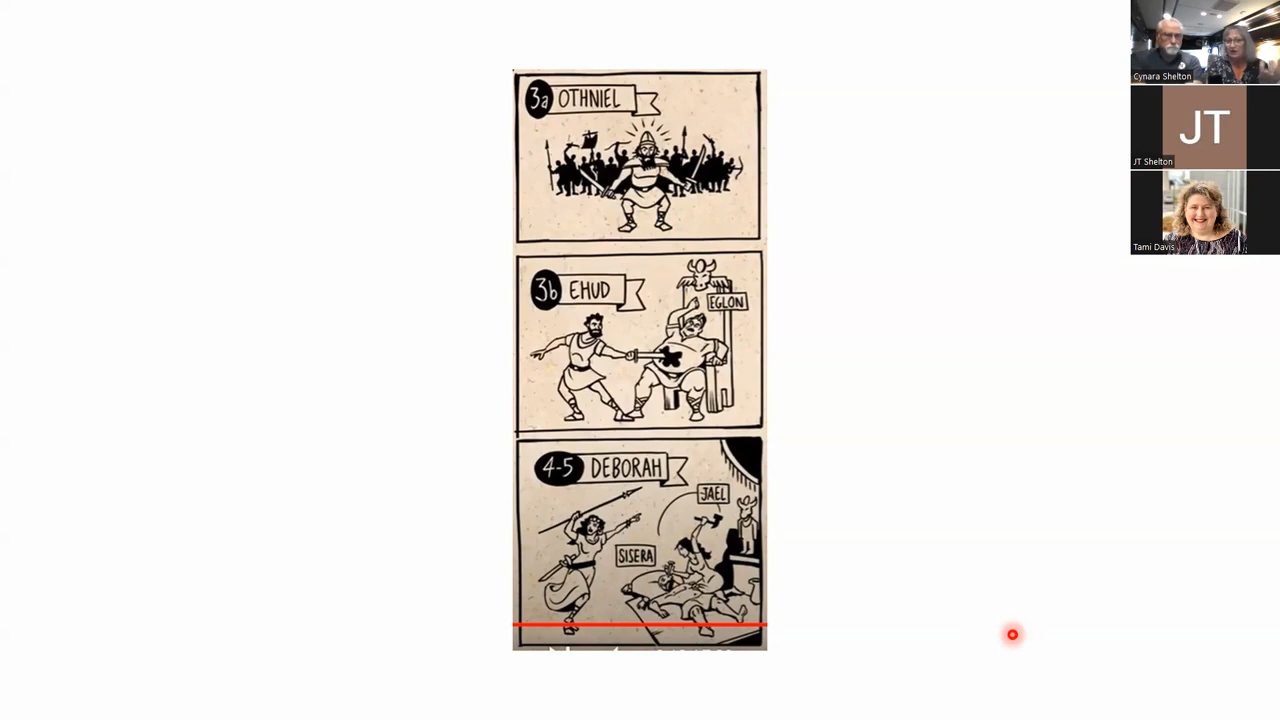 3a OTHNIEL
3b EHUD
EGLON
4-5 DEBORAH
JAEL
SISERA
Cynara Shelton
JT
JT Shelton
Tami Davis